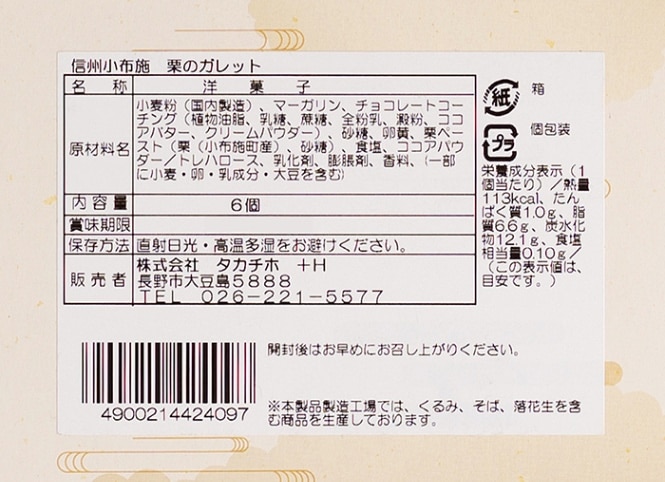 信州小布施　栗のガレット
名　称　洋　菓　子
原材料名
小麦粉（国内製造）、マーガリン、チョコレートコー
チング（植物油脂、乳糖、蔗糖、全粉乳、澱粉、ココ
アバター、クリームパウダー）、砂糖、卵黄、栗ペー
スト（栗（小布施町産）、砂糖）、食塩、ココアパウ
ダー／トレハロース、乳化剤、膨脹剤、香料、（一部
に小麦・卵・乳成分・大豆を含む）
内容量　6個
賞味期限
保存方法　直射日光・高温多湿をお避けください。
販売者
株式会社　タカチホ　+H
長野市大豆島5888
TEL　026-221-5577
紙　箱
プラ　個包装
栄養成分表示（1
個当たり）／熱量
113kcal、たん
ぱく質1.0g、脂
質6.6g、炭水化
物12.1g、食塩
相当量0.10g／
（この表示値は、
目安です。）
開封後はお早めにお召し上がりください。
4900214424097
※本製品製造工場では、くるみ、そば、落花生を含
む商品を生産しております。